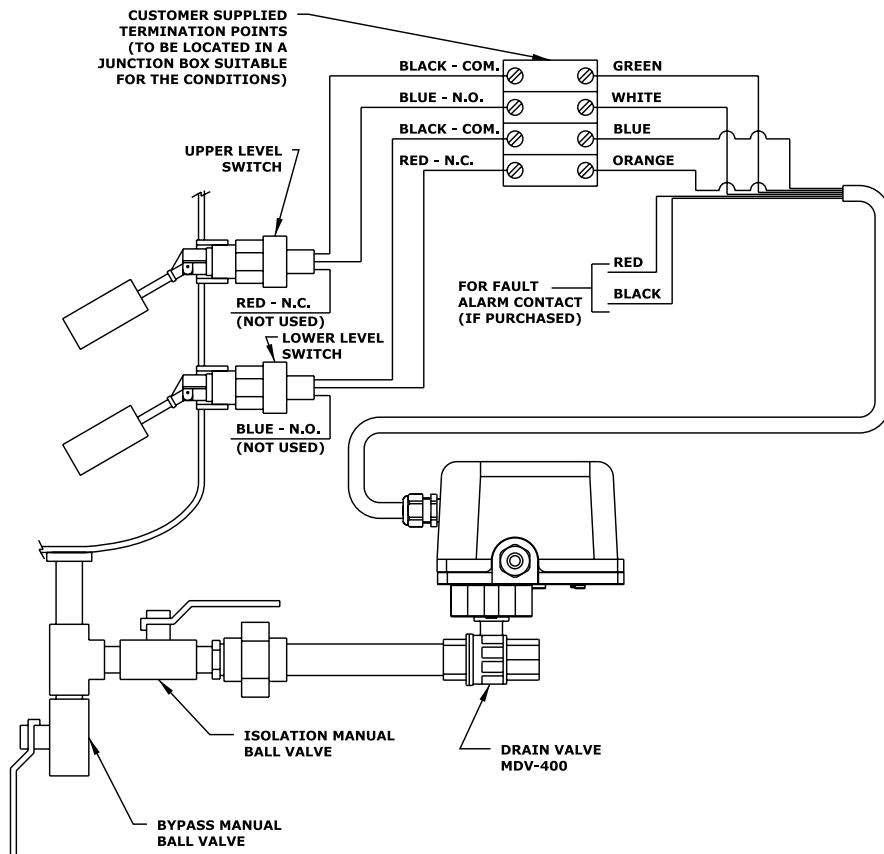 CUSTOMER SUPPLIED
TERMINATION POINTS
(TO BE LOCATED IN A
JUNCTION BOX SUITABLE
FOR THE CONDITIONS)
BLACK - COM.
GREEN
BLUE - N.O.
WHITE
BLACK - COM.
BLUE
RED - N.C.
ORANGE
UPPER LEVEL
SWITCH
RED
BLACK
FOR FAULT
ALARM CONTACT
(IF PURCHASED)
RED - N.C.
(NOT USED)
LOWER LEVEL
SWITCH
BLUE - N.O.
(NOT USED)
ISOLATION MANUAL
BALL VALVE
DRAIN VALVE
MDV-400
BYPASS MANUAL
BALL VALVE